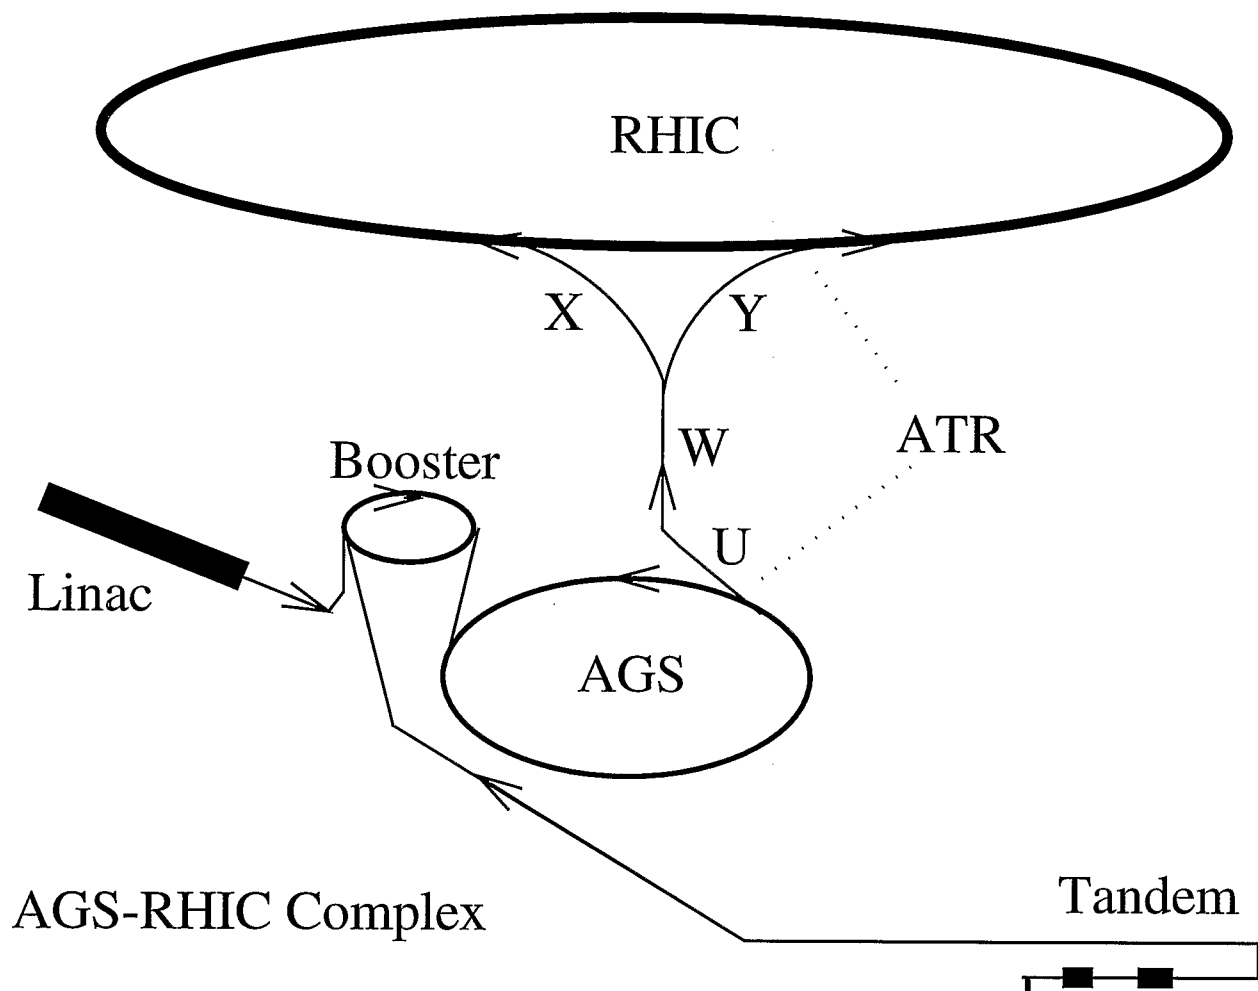 RHIC
X
Y
W
ATR
Booster
U
Linac
AGS
Tandem
AGS-RHIC Complex